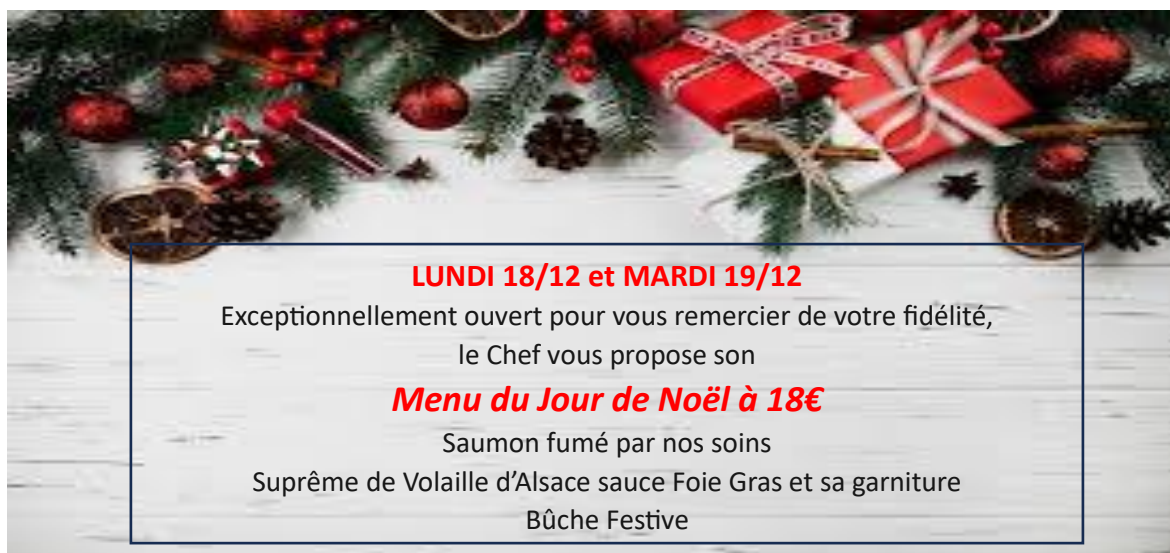 LUNDI 18/12 et MARDI 19/12
Exceptionnellement ouvert pour vous remercier de votre fidélité,
le Chef vous propose son
Menu du Jour de Noël à 18€
Saumon fumé par nos soins
Suprême de Volaille d’Alsace sauce Foie Gras et sa garniture
Bûche Festive